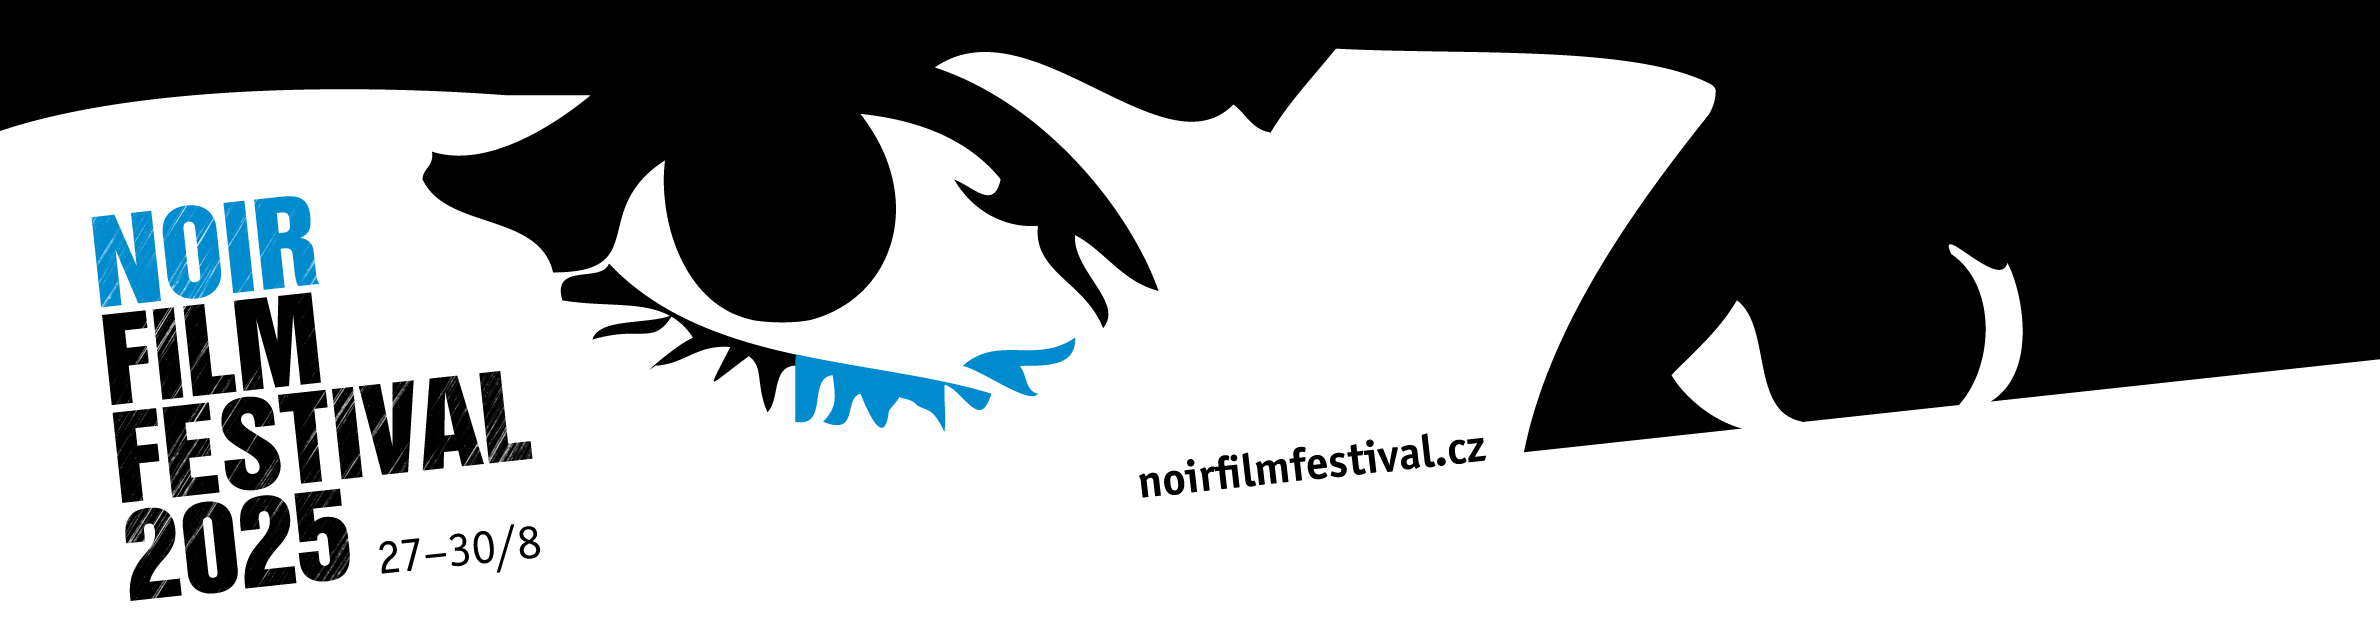 NOIR
FILM
FESTIVAL
2025
27–30/8
noirfilmfestival.cz